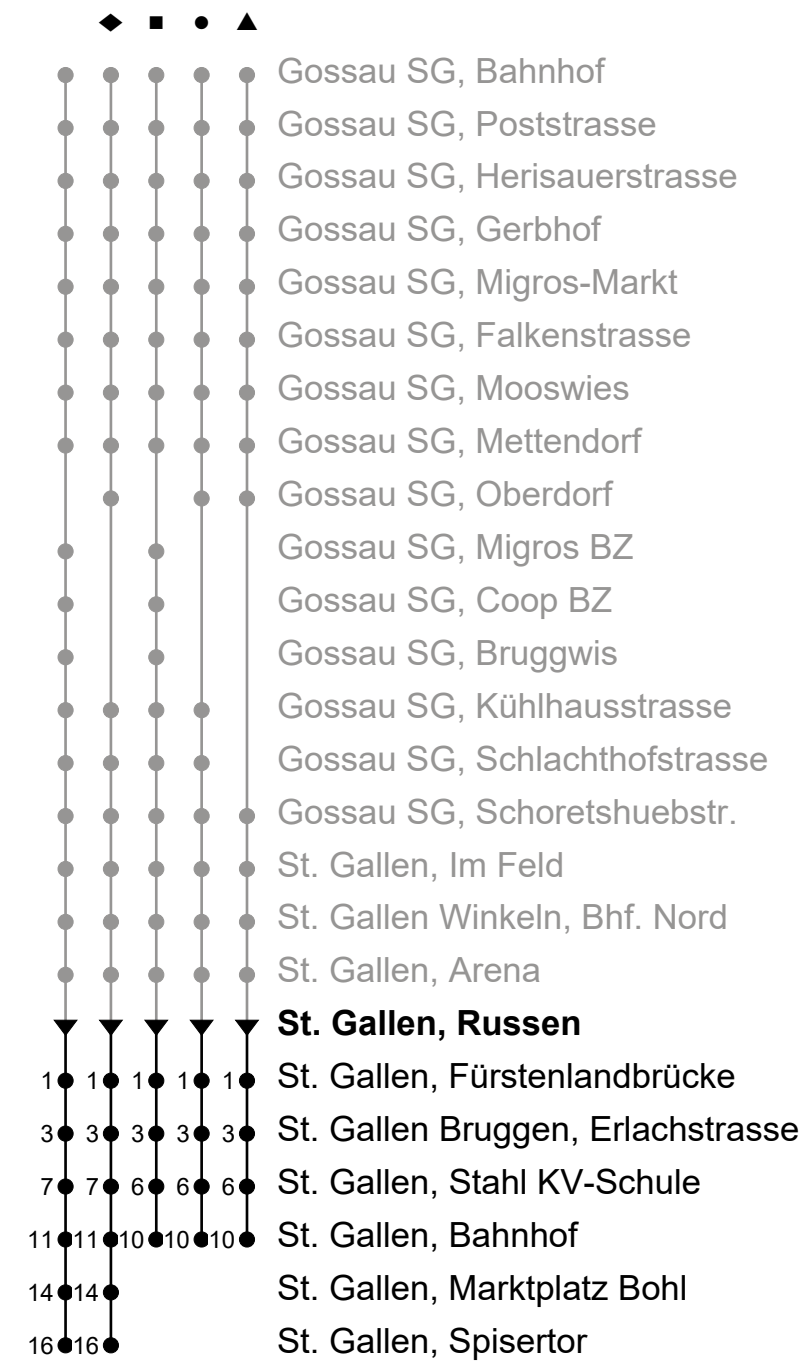 Gossau SG, Bahnhof
Gossau SG, Poststrasse
Gossau SG, Herisauerstrasse
Gossau SG, Gerbhof
Gossau SG, Migros-Markt
Gossau SG, Falkenstrasse
Gossau SG, Mooswies
Gossau SG, Mettendorf
Gossau SG, Oberdorf
Gossau SG, Migros BZ
Gossau SG, Coop BZ
Gossau SG, Bruggwis
Gossau SG, Kühlhausstrasse
Gossau SG, Schlachthofstrasse
Gossau SG, Schoretshuebstr.
St. Gallen, Im Feld
St. Gallen Winkeln, Bhf. Nord
St. Gallen, Arena
St. Gallen, Russen
1 1 1 1 1 St. Gallen, Fürstenlandbrücke
3 3 3 3 3 St. Gallen Bruggen, Erlachstrasse
7 7 6 6 6 St. Gallen, Stahl KV-Schule
11 11 10 10 10 St. Gallen, Bahnhof
14 14 St. Gallen, Marktplatz Bohl
16 16 St. Gallen, Spisertor